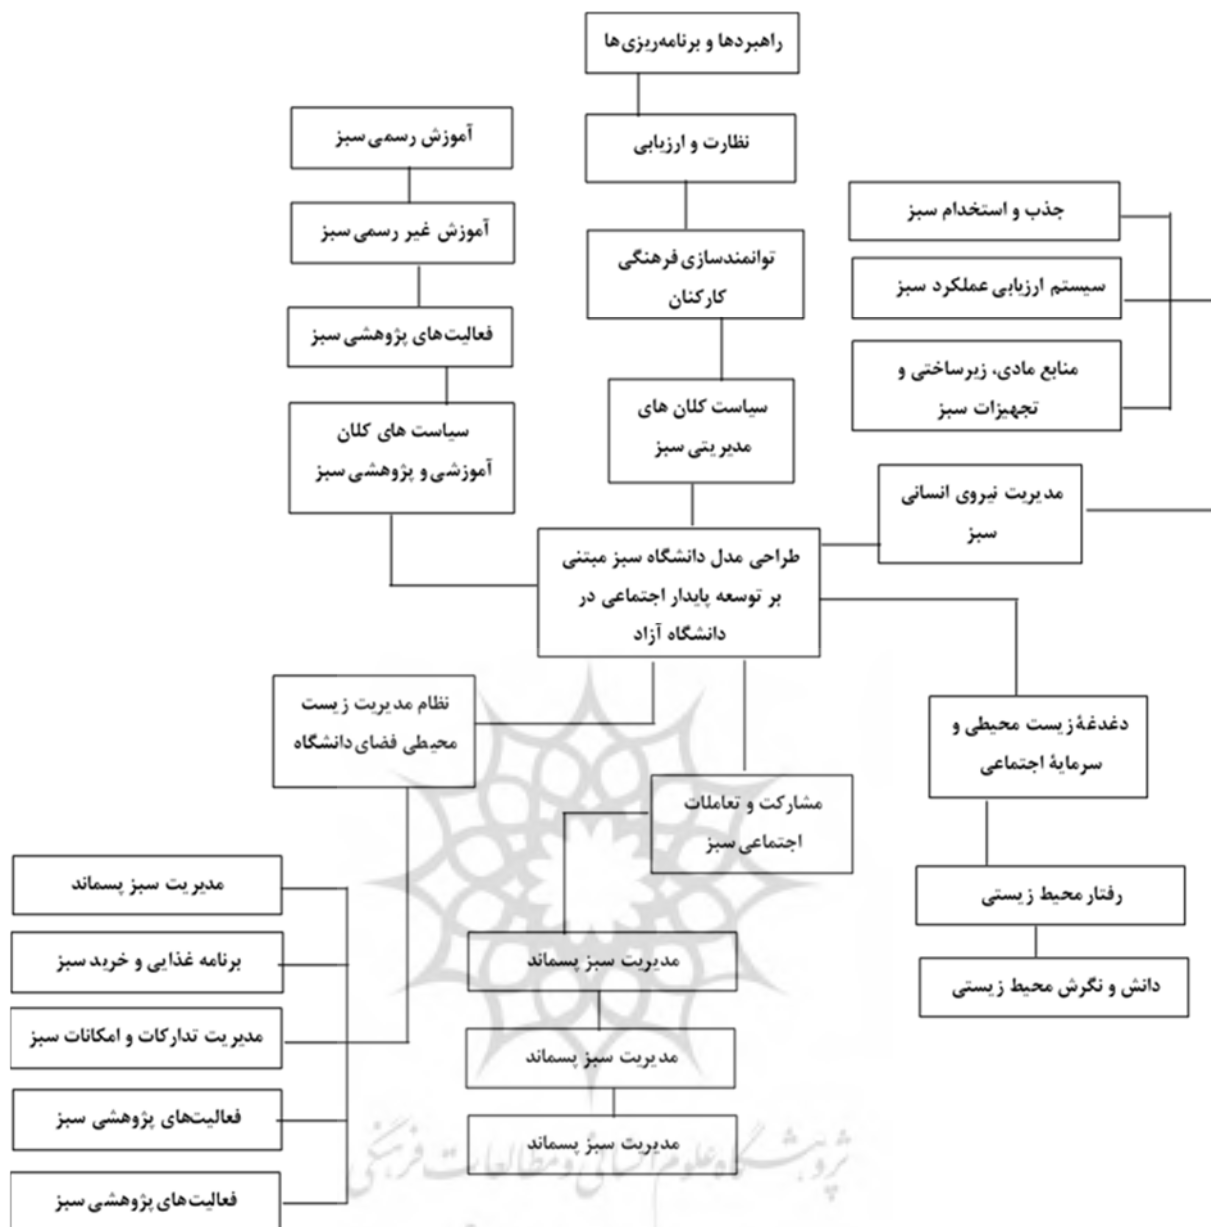 راهبردها و برنامه‌ریزی‌ها
نظارت و ارزیابی
توانمندسازی فرهنگی
کارکنان
سیاست کلان های
مدیریتی سبز
آموزش رسمی سبز
آموزش غیر رسمی سبز
فعالیت‌های پژوهشی سبز
سیاست های کلان
آموزشی و پژوهشی سبز
جذب و استخدام سبز
سیستم ارزیابی عملکرد سبز
منابع مادی، زیرساختی و
تجهیزات سبز
مدیریت نیروی انسانی
سبز
طراحی مدل دانشگاه سبز مبتنی
بر توسعه پایدار اجتماعی در
دانشگاه آزاد
دغدغهٔ زیست محیطی و
سرمایهٔ اجتماعی
رفتار محیط زیستی
دانش و نگرش محیط زیستی
مشارکت و تعاملات
اجتماعی سبز
مدیریت سبز پسماند
مدیریت سبز پسماند
مدیریت سبز پسماند
نظام مدیریت زیست
محیطی فضای دانشگاه
مدیریت سبز پسماند
برنامه غذایی و خرید سبز
مدیریت تدارکات و امکانات سبز
فعالیت‌های پژوهشی سبز
فعالیت‌های پژوهشی سبز
پژوهشگاه علوم انسانی و مطالعات فرهنگی